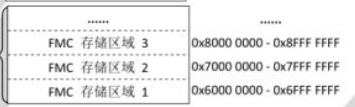 ...... ......
FMC 存储区域 3 0x8000 0000 - 0x8FFF FFFF
FMC 存储区域 2 0x7000 0000 - 0x7FFF FFFF
FMC 存储区域 1 0x6000 0000 - 0x6FFF FFFF